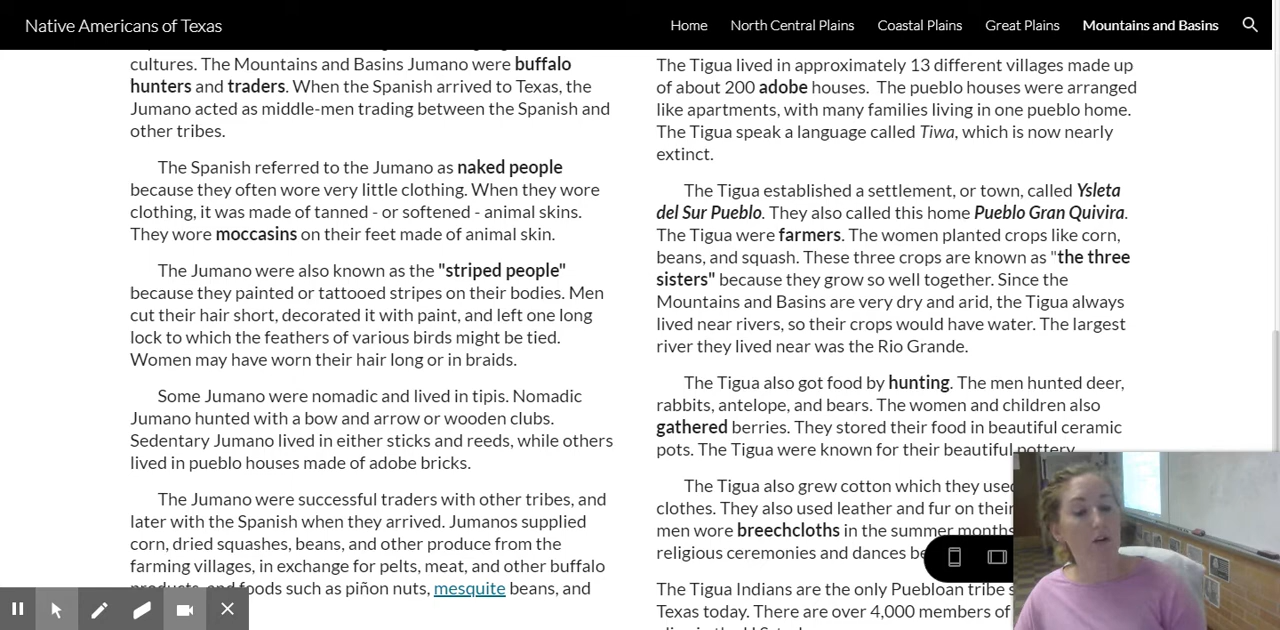 Native Americans of Texas
Home North Central Plains Coastal Plains Great Plains Mountains and Basins
cultures. The Mountains and Basins Jumano were buffalo
hunters and traders. When the Spanish arrived to Texas, the
Jumano acted as middle-men trading between the Spanish and
other tribes.
The Spanish referred to the Jumano as naked people
because they often wore very little clothing. When they wore
clothing, it was made of tanned - or softened - animal skins.
They wore moccasins on their feet made of animal skin.
The Jumano were also known as the "striped people"
because they painted or tattooed stripes on their bodies. Men
cut their hair short, decorated it with paint, and left one long
lock to which the feathers of various birds might be tied.
Women may have worn their hair long or in braids.
Some Jumano were nomadic and lived in tipis. Nomadic
Jumano hunted with a bow and arrow or wooden clubs.
Sedentary Jumano lived in either sticks and reeds, while others
lived in pueblo houses made of adobe bricks.
The Jumano were successful traders with other tribes, and
later with the Spanish when they arrived. Jumanos supplied
corn, dried squashes, beans, and other produce from the
farming villages, in exchange for pelts, meat, and other buffalo
products, and foods such as piñon nuts, mesquite beans, and
The Tigua lived in approximately 13 different villages made up
of about 200 adobe houses. The pueblo houses were arranged
like apartments, with many families living in one pueblo home.
The Tigua speak a language called Tiwa, which is now nearly
extinct.
The Tigua established a settlement, or town, called Ysleta
del Sur Pueblo. They also called this home Pueblo Gran Quivira.
The Tigua were farmers. The women planted crops like corn,
beans, and squash. These three crops are known as "the three
sisters" because they grow so well together. Since the
Mountains and Basins are very dry and arid, the Tigua always
lived near rivers, so their crops would have water. The largest
river they lived near was the Rio Grande.
The Tigua also got food by hunting. The men hunted deer,
rabbits, antelope, and bears. The women and children also
gathered berries. They stored their food in beautiful ceramic
pots. The Tigua were known for their beautiful pottery.
The Tigua also grew cotton which they used
clothes. They also used leather and fur on their
men wore breechcloths in the summer months
religious ceremonies and dances
The Tigua Indians are the only Puebloan tribe
Texas today. There are over 4,000 members of